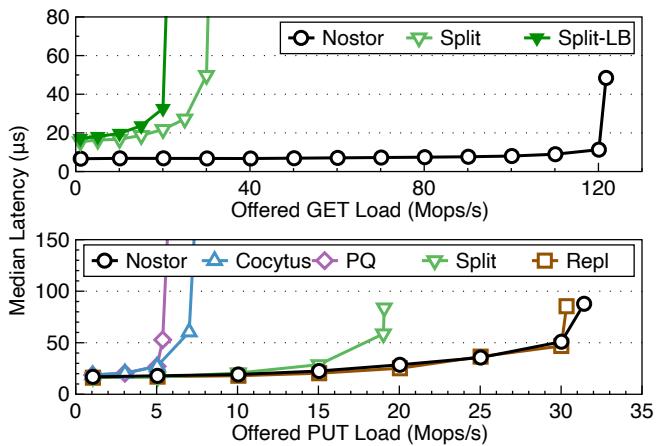 80
60
40
20
0
Nostor Split Split-LB
0 40 80 120
Offered GET Load (Mops/s)
Median Latency (µs)
150
100
50
0
Nostor Cocytus PQ Split Repl
0 5 10 15 20 25 30 35
Offered PUT Load (Mops/s)